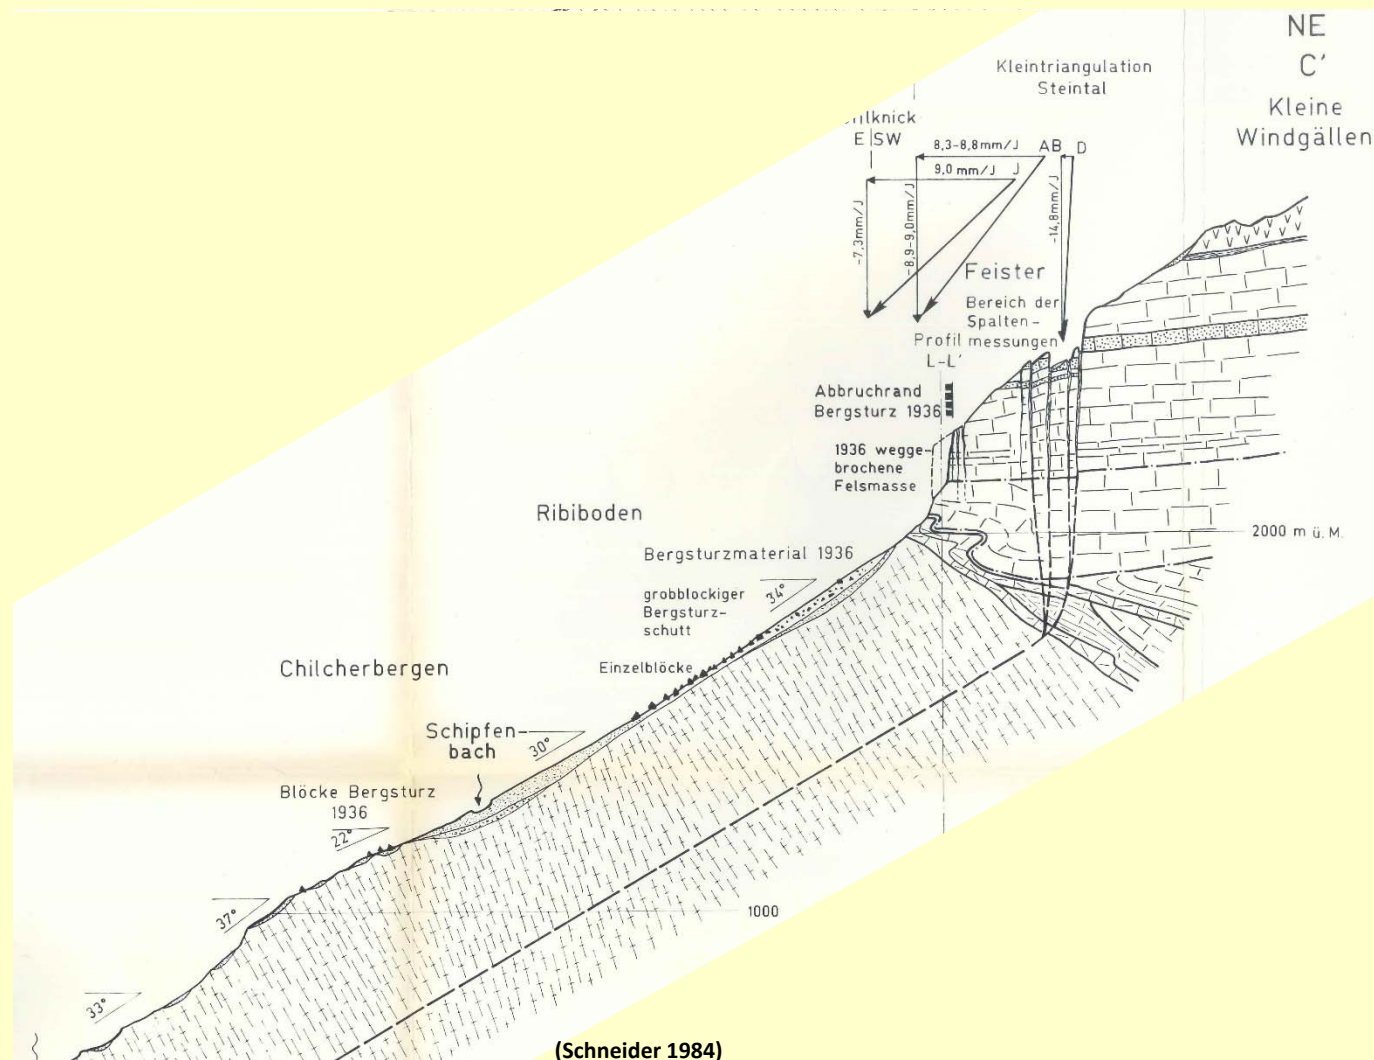 NE
C'
Kleine
Windgällen
Kleintriangulation
Steintal
E SW
8,3-8,8mm/J AB D
9,0 mm/J J
-7,3mm/J
-8,9-9,0mm/J
-14,8mm/J
Feister
Bereich der
Spalten-
messungen
Profil
L-L'
Abbruchrand
Bergsturz 1936
1936 wegge-
brochene
Felsmasse
2000 m ü.M.
Ribiboden
Bergsturzmaterial 1936
34°
grobblockiger
Bergsturz-
schutt
Einzelblöcke
Chilcherbergen
Schipfen-
bach
30°
Blöcke Bergsturz
1936
22°
37°
1000
33°
(Schneider 1984)